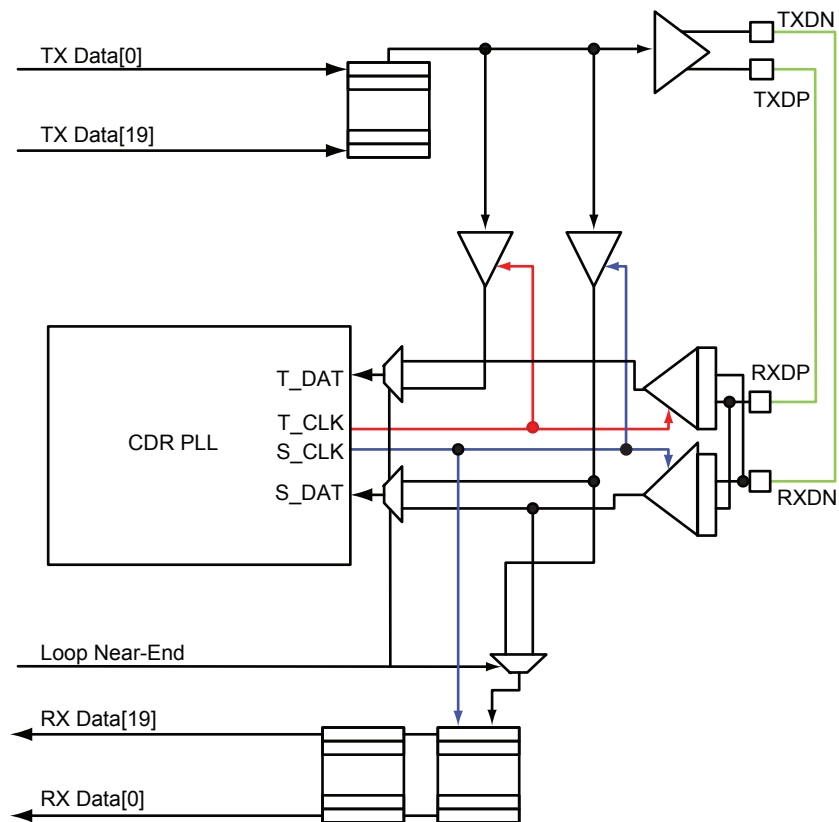 TXDN
TX Data[0]
TXDP
TX Data[19]
T_DAT
RXDP
T_CLK
CDR PLL
S_CLK
S_DAT
RXDN
Loop Near-End
RX Data[19]
RX Data[0]